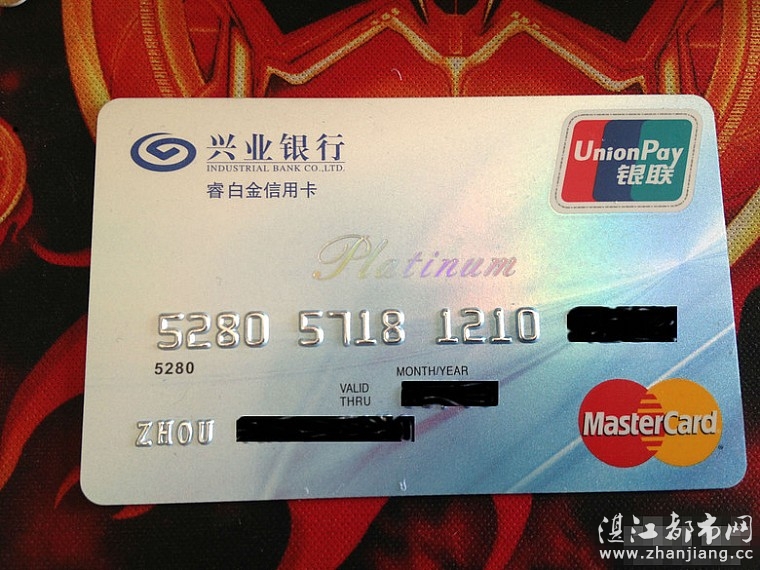 兴业银行
INDUSTRIAL BANK CO.,LTD.
睿白金信用卡
UnionPay
银联
Platinum
5280 5718 1210
5280
MONTH/YEAR
VALID
THRU
ZHOU
MasterCard
湛江都市网
www.zhanjiang.cc